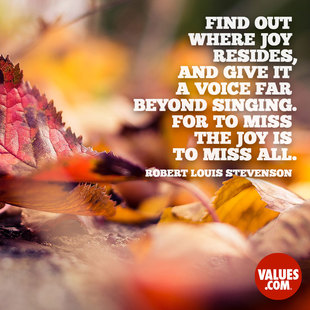 FIND OUT
WHERE JOY
RESIDES,
AND GIVE IT
A VOICE FAR
BEYOND SINGING.
FOR TO MISS
THE JOY IS
TO MISS ALL.
ROBERT LOUIS STEVENSON
VALUES
.COM